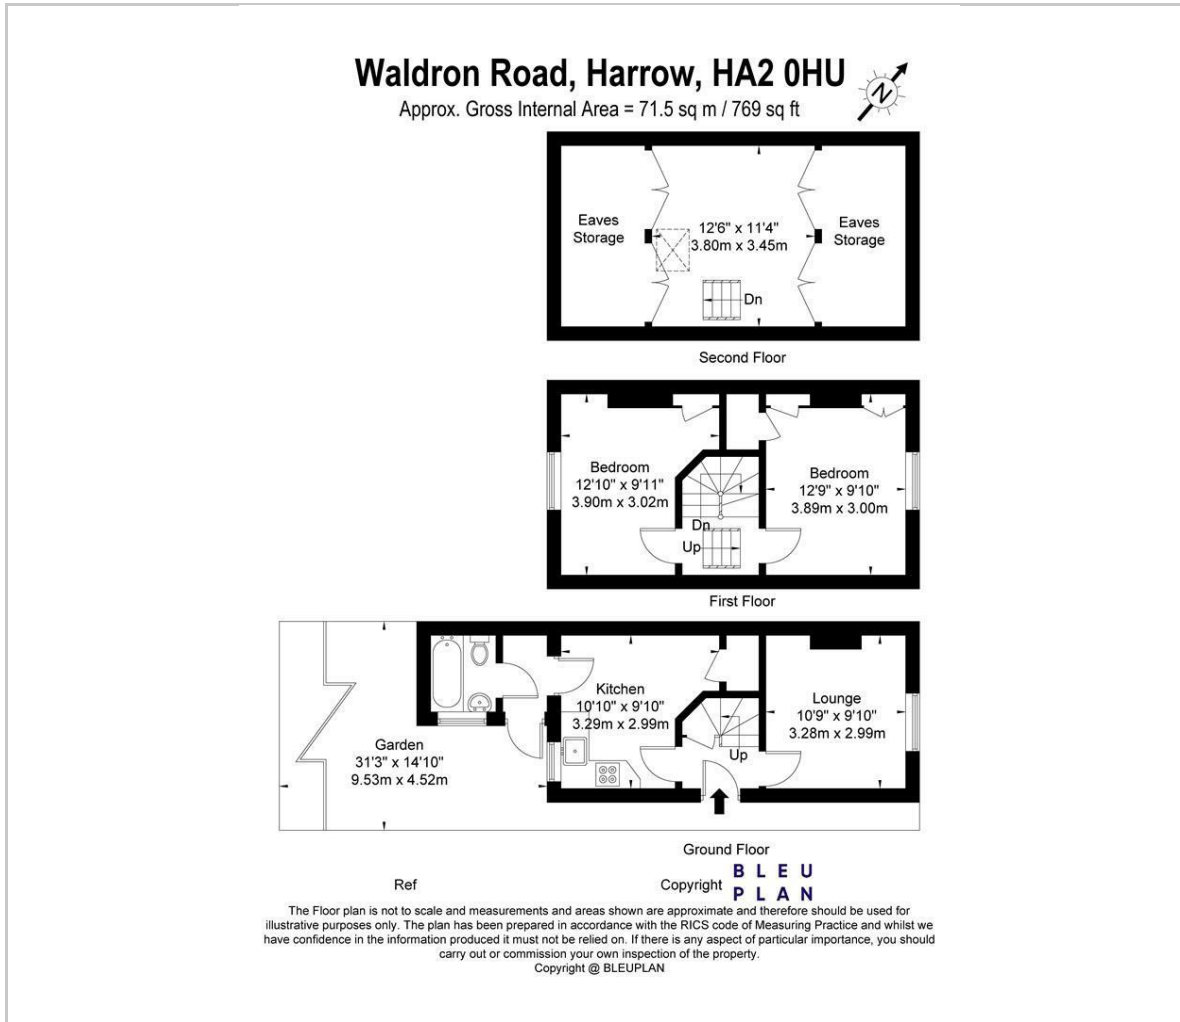 Waldron Road, Harrow, HA2 0HU
Approx. Gross Internal Area = 71.5 sq m / 769 sq ft
N
Eaves
Storage
12'6" x 11'4"
3.80m x 3.45m
Eaves
Storage
Dn
Second Floor
Bedroom
12'10" x 9'11"
3.90m x 3.02m
Bedroom
12'9" x 9'10"
3.89m x 3.00m
Dn
Up
First Floor
Kitchen
10'10" x 9'10"
3.29m x 2.99m
Lounge
10'9" x 9'10"
3.28m x 2.99m
Garden
31'3" x 14'10"
9.53m x 4.52m
Up
Ground Floor
Ref
Copyright
BLEU
PLAN
The Floor plan is not to scale and measurements and areas shown are approximate and therefore should be used for
illustrative purposes only. The plan has been prepared in accordance with the RICS code of Measuring Practice and whilst we
have confidence in the information produced it must not be relied on. If there is any aspect of particular importance, you should
carry out or commission your own inspection of the property.
Copyright @ BLEUPLAN